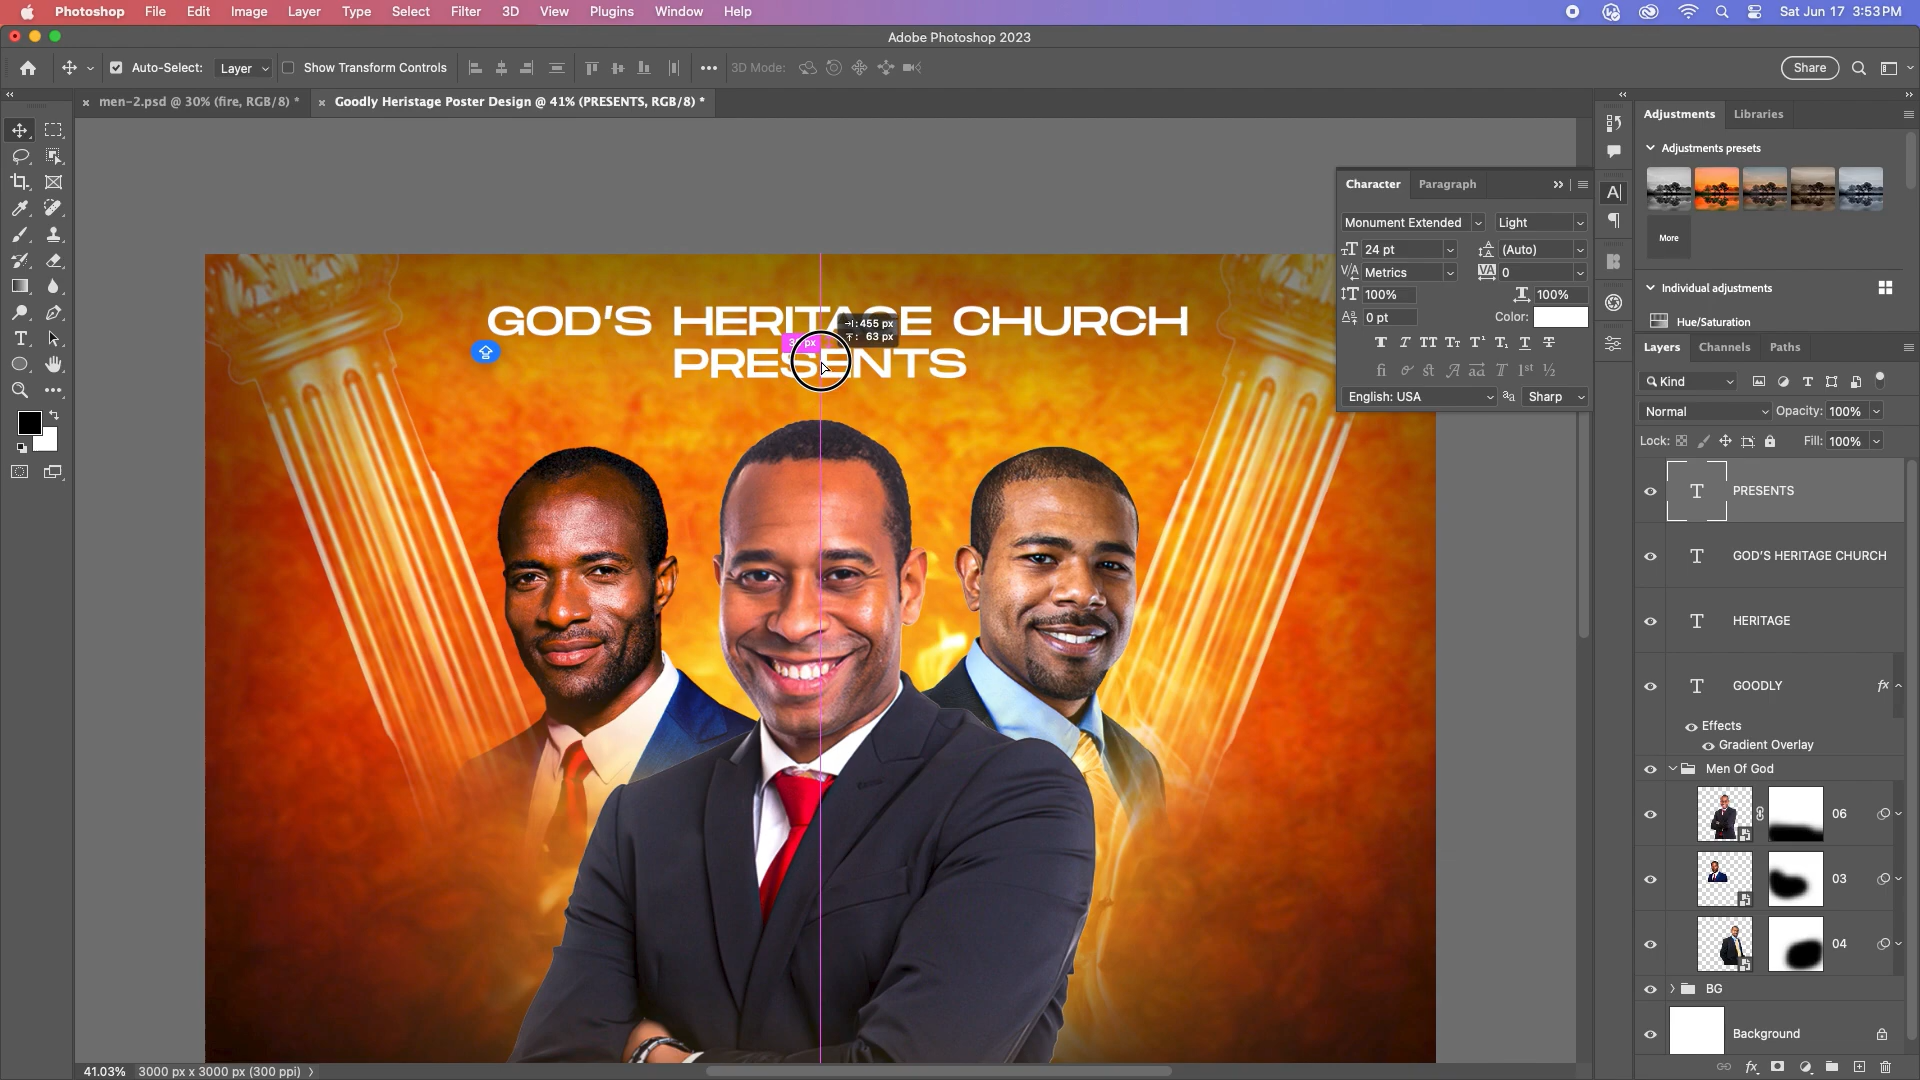 Photoshop File Edit Image Layer Type Select Filter 3D View Plugins Window Help
Sat Jun 17 3:53 PM
Adobe Photoshop 2023
Auto-Select: Layer Show Transform Controls 3D Mode: Share
men-2.psd @ 30% (fire, RGB/8) * Goodly Heristage Poster Design @ 41% (PRESENTS, RGB/8) *
Adjustments Libraries
Adjustments presets
More
Individual adjustments
Hue/Saturation
Character Paragraph
Monument Extended Light
24 pt (Auto)
Metrics 0
100% 100%
0 pt Color:
English: USA Sharp
GOD'S HERITAGE CHURCH
PRESENTS
: 455 px
: 63 px
Layers Channels Paths
Kind
Normal Opacity: 100%
Lock: Fill: 100%
PRESENTS
GOD'S HERITAGE CHURCH
HERITAGE
GOODLY fx
Effects
Gradient Overlay
Men Of God
06
03
04
BG
Background
41.03% 3000 px x 3000 px (300 ppi)